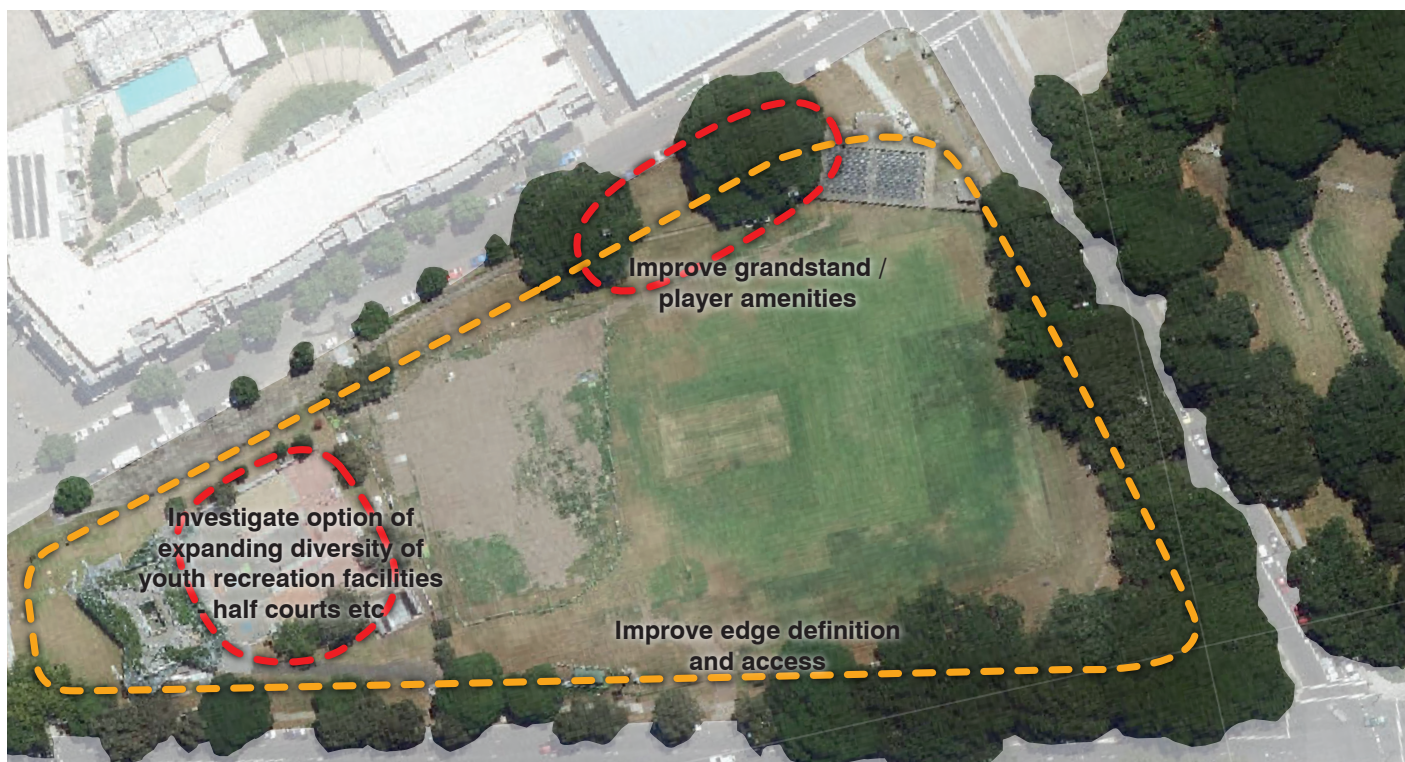 Improve grandstand /
player amenities
Investigate option of
expanding diversity of
youth recreation facilities
- half courts etc
Improve edge definition
and access